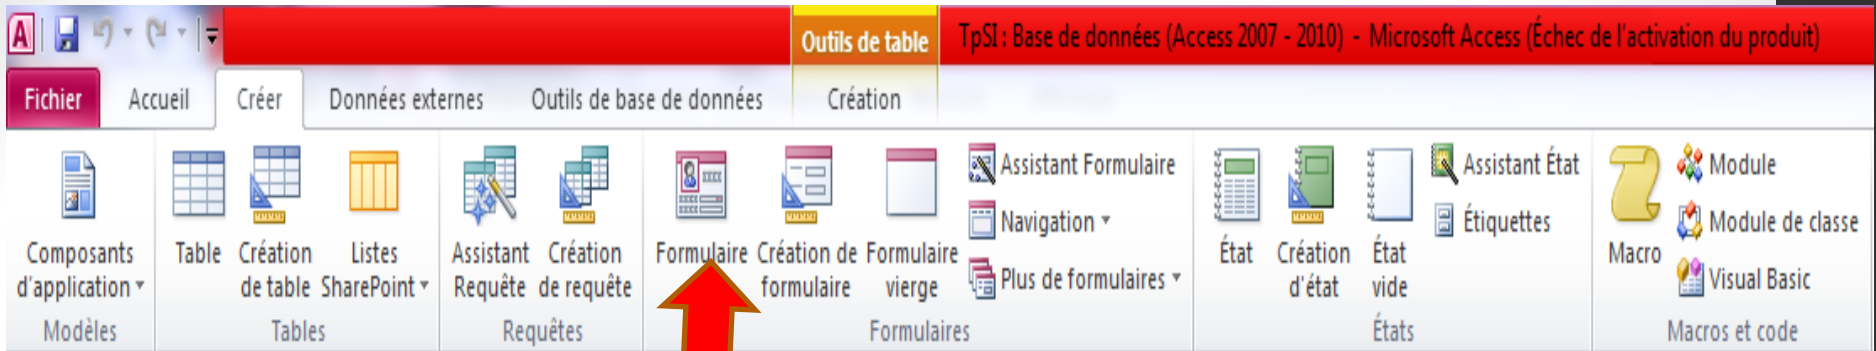 A
Outils de table TpSI : Base de données (Access 2007 - 2010) - Microsoft Access (Échec de l'activation du produit)
Fichier Accueil Créer Données externes Outils de base de données Création
Composants d'application
Table
Création de table
Listes SharePoint
Assistant Requête
Création de requête
Formulaire
Création de formulaire
Formulaire vierge
Assistant Formulaire
Navigation
Plus de formulaires
État
Création d'état
État vide
Assistant État
Étiquettes
Macro
Module
Module de classe
Visual Basic
Modèles Tables Requêtes Formulaires États Macros et code